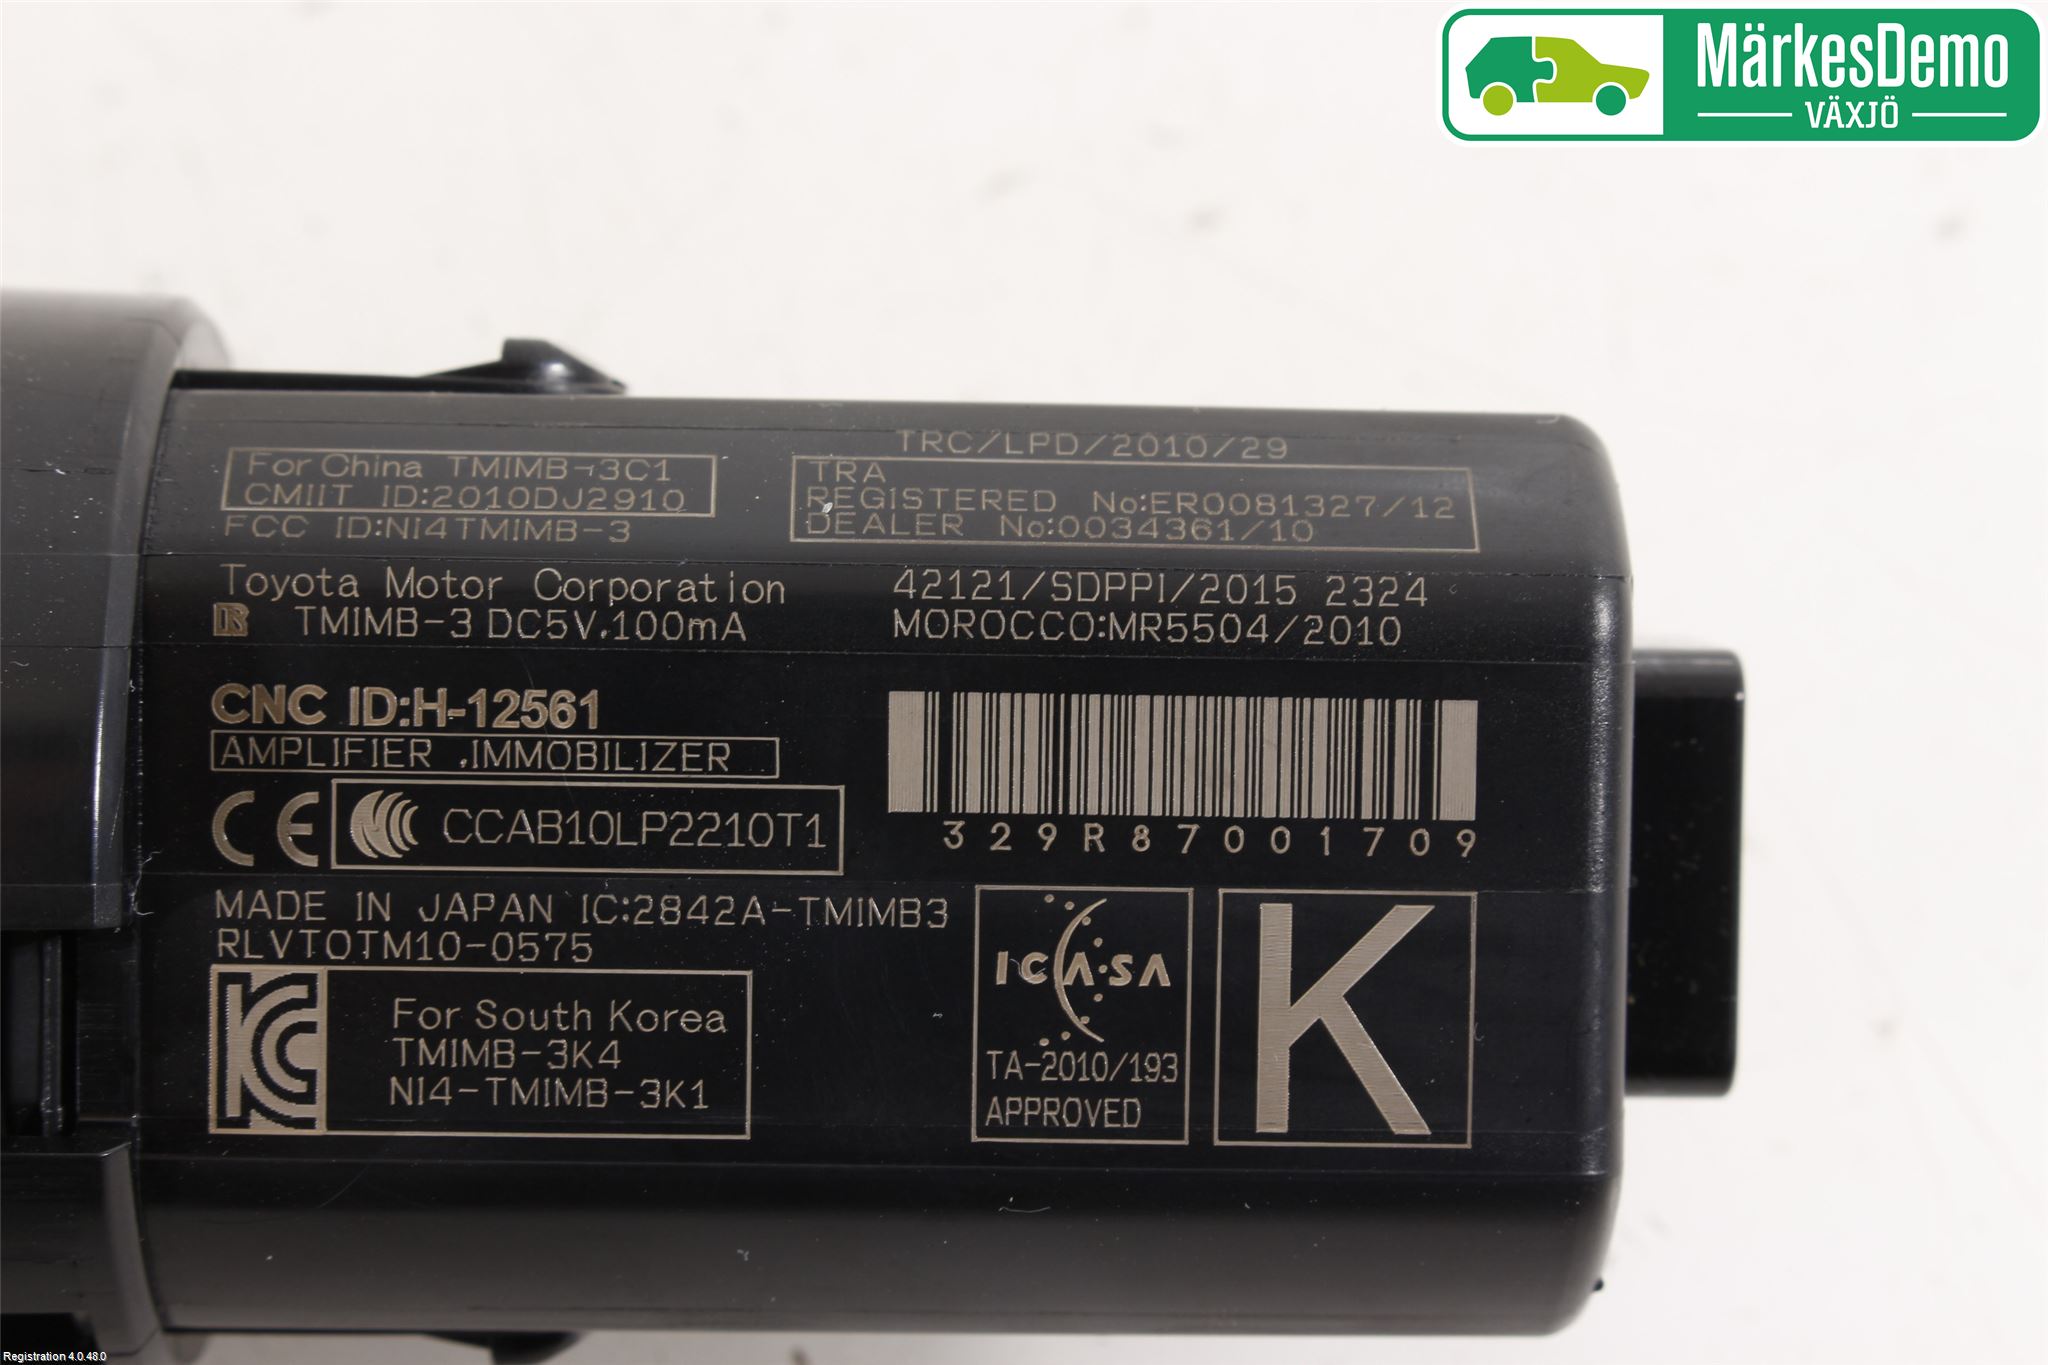 MärkesDemo
VÄXJÖ
For China TMIMB-3C1
CMIIT ID:2010DJ2910
FCC ID:NI4TMIMB-3
TRC/LPD/2010/29
TRA
REGISTERED No:ER0081327/12
DEALER No:0034361/10
Toyota Motor Corporation
TMIMB-3 DC5V.100mA
42121/SDPPI/2015 2324
MOROCCO:MR5504/2010
CNC ID:H-12561
AMPLIFIER .IMMOBILIZER
CE
CCAB10LP2210T1
329R87001709
MADE IN JAPAN IC:2842A-TMIMB3
RLVTOTM10-0575
For South Korea
TMIMB-3K4
NI4-TMIMB-3K1
ICASA
TA-2010/193
APPROVED
K
Registration 4.0.48.0